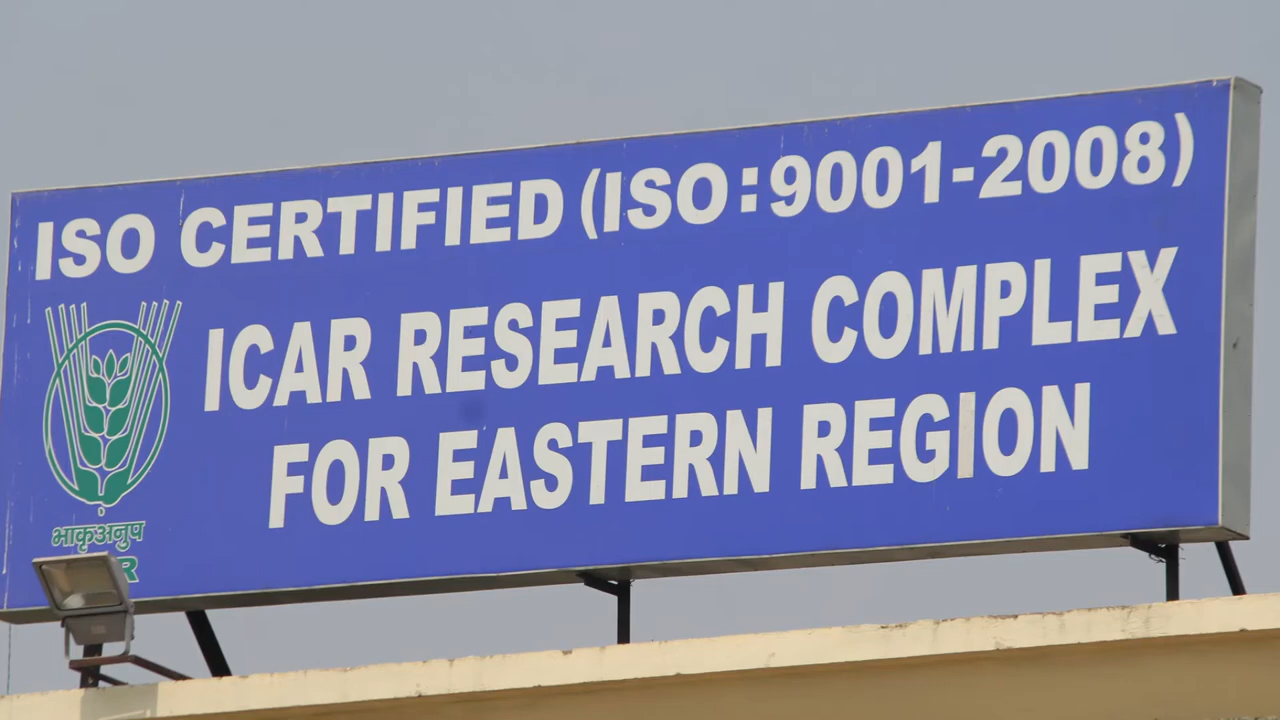 ISO CERTIFIED (ISO:9001-2008)
ICAR RESEARCH COMPLEX
FOR EASTERN REGION
भाकृअनुप